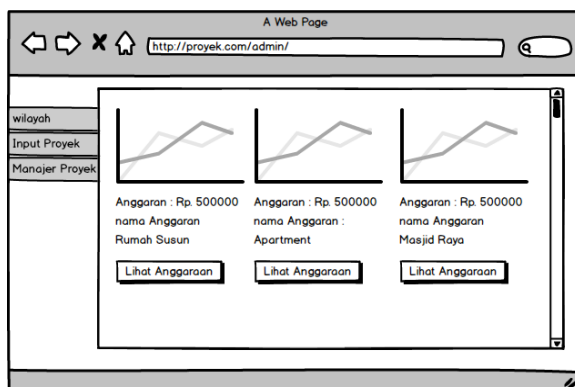 A Web Page
http://proyek.com/admin/
wilayah
Input Proyek
Manajer Proyek
Anggaran : Rp. 500000
nama Anggaran
Rumah Susun
Lihat Anggaraan
Anggaran : Rp. 500000
nama Anggaran :
Apartment
Lihat Anggaraan
Anggaran : Rp. 500000
nama Anggaran
Masjid Raya
Lihat Anggaraan